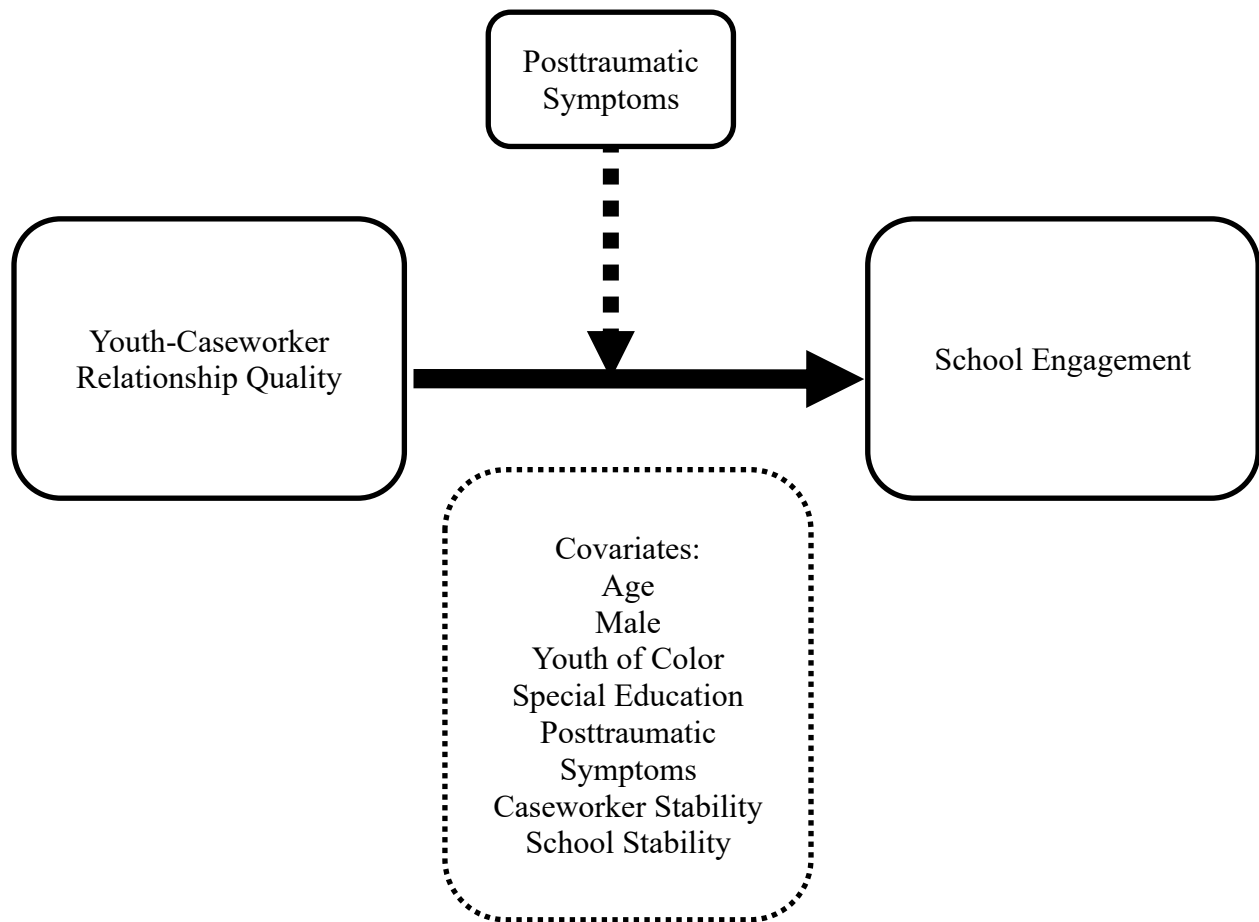 Posttraumatic
Symptoms
Youth-Caseworker
Relationship Quality
School Engagement
Covariates:
Age
Male
Youth of Color
Special Education
Posttraumatic
Symptoms
Caseworker Stability
School Stability